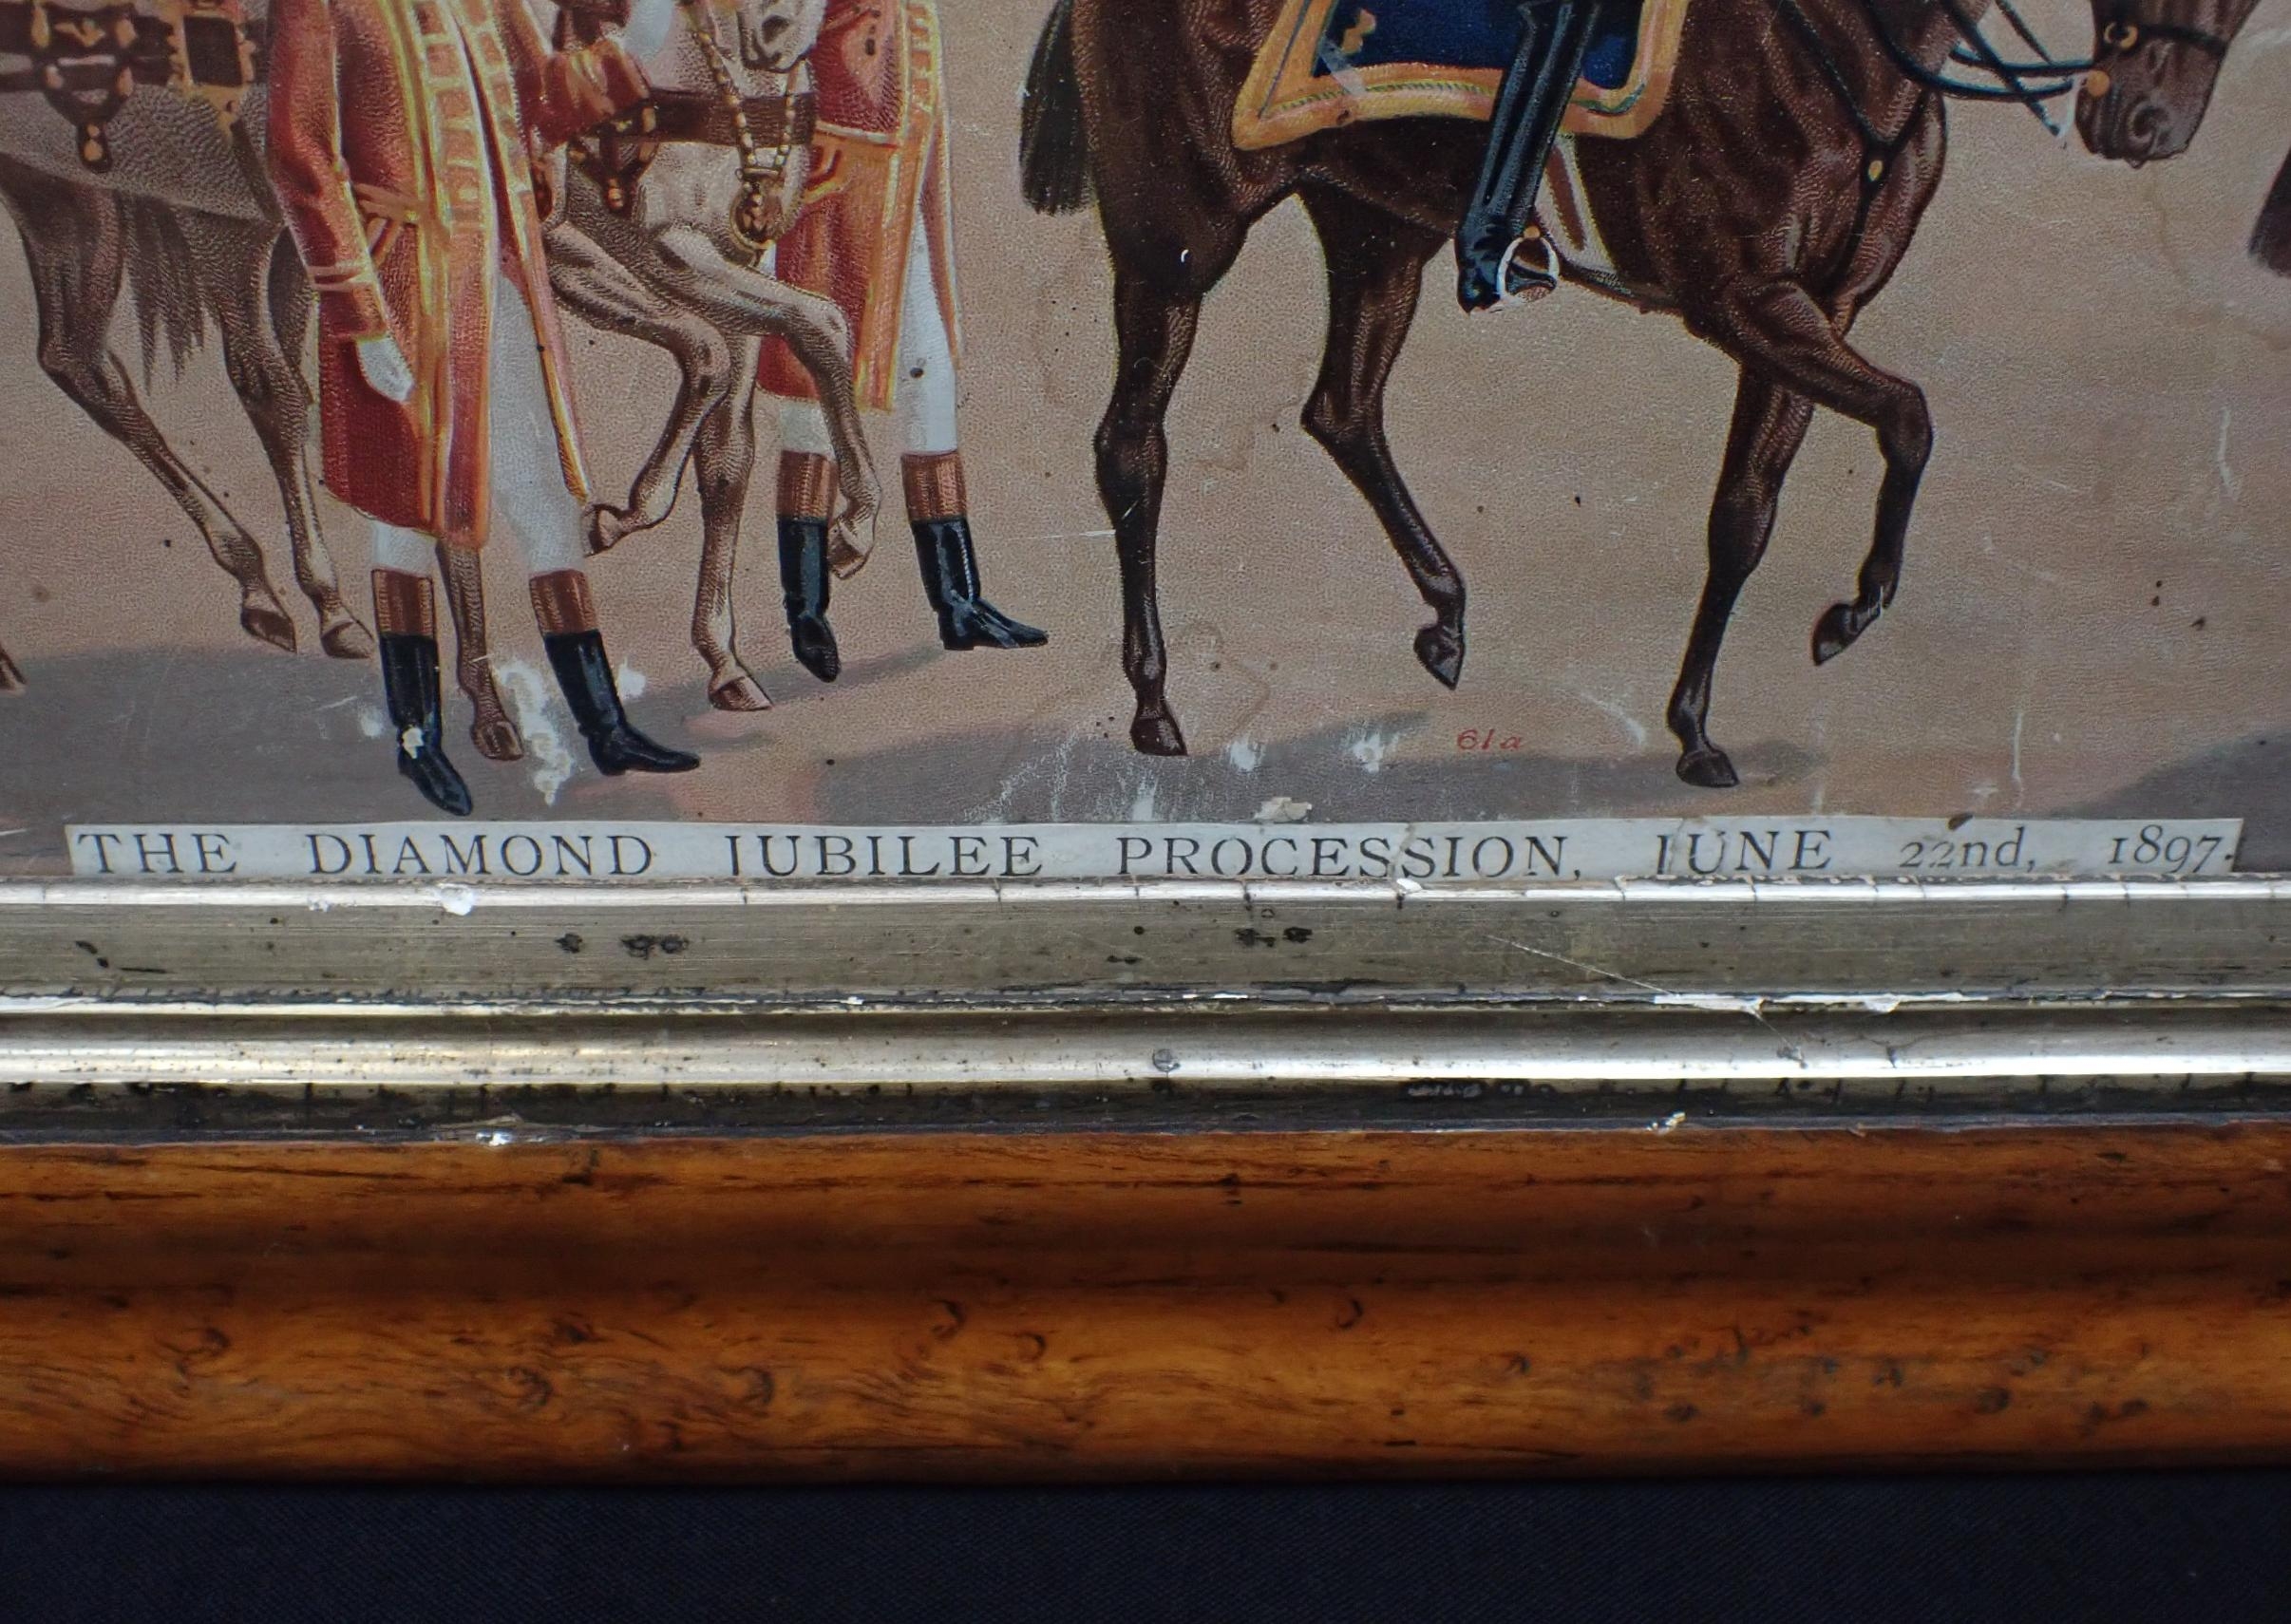 61a
THE DIAMOND JUBILEE PROCESSION, JUNE 22nd, 1897.